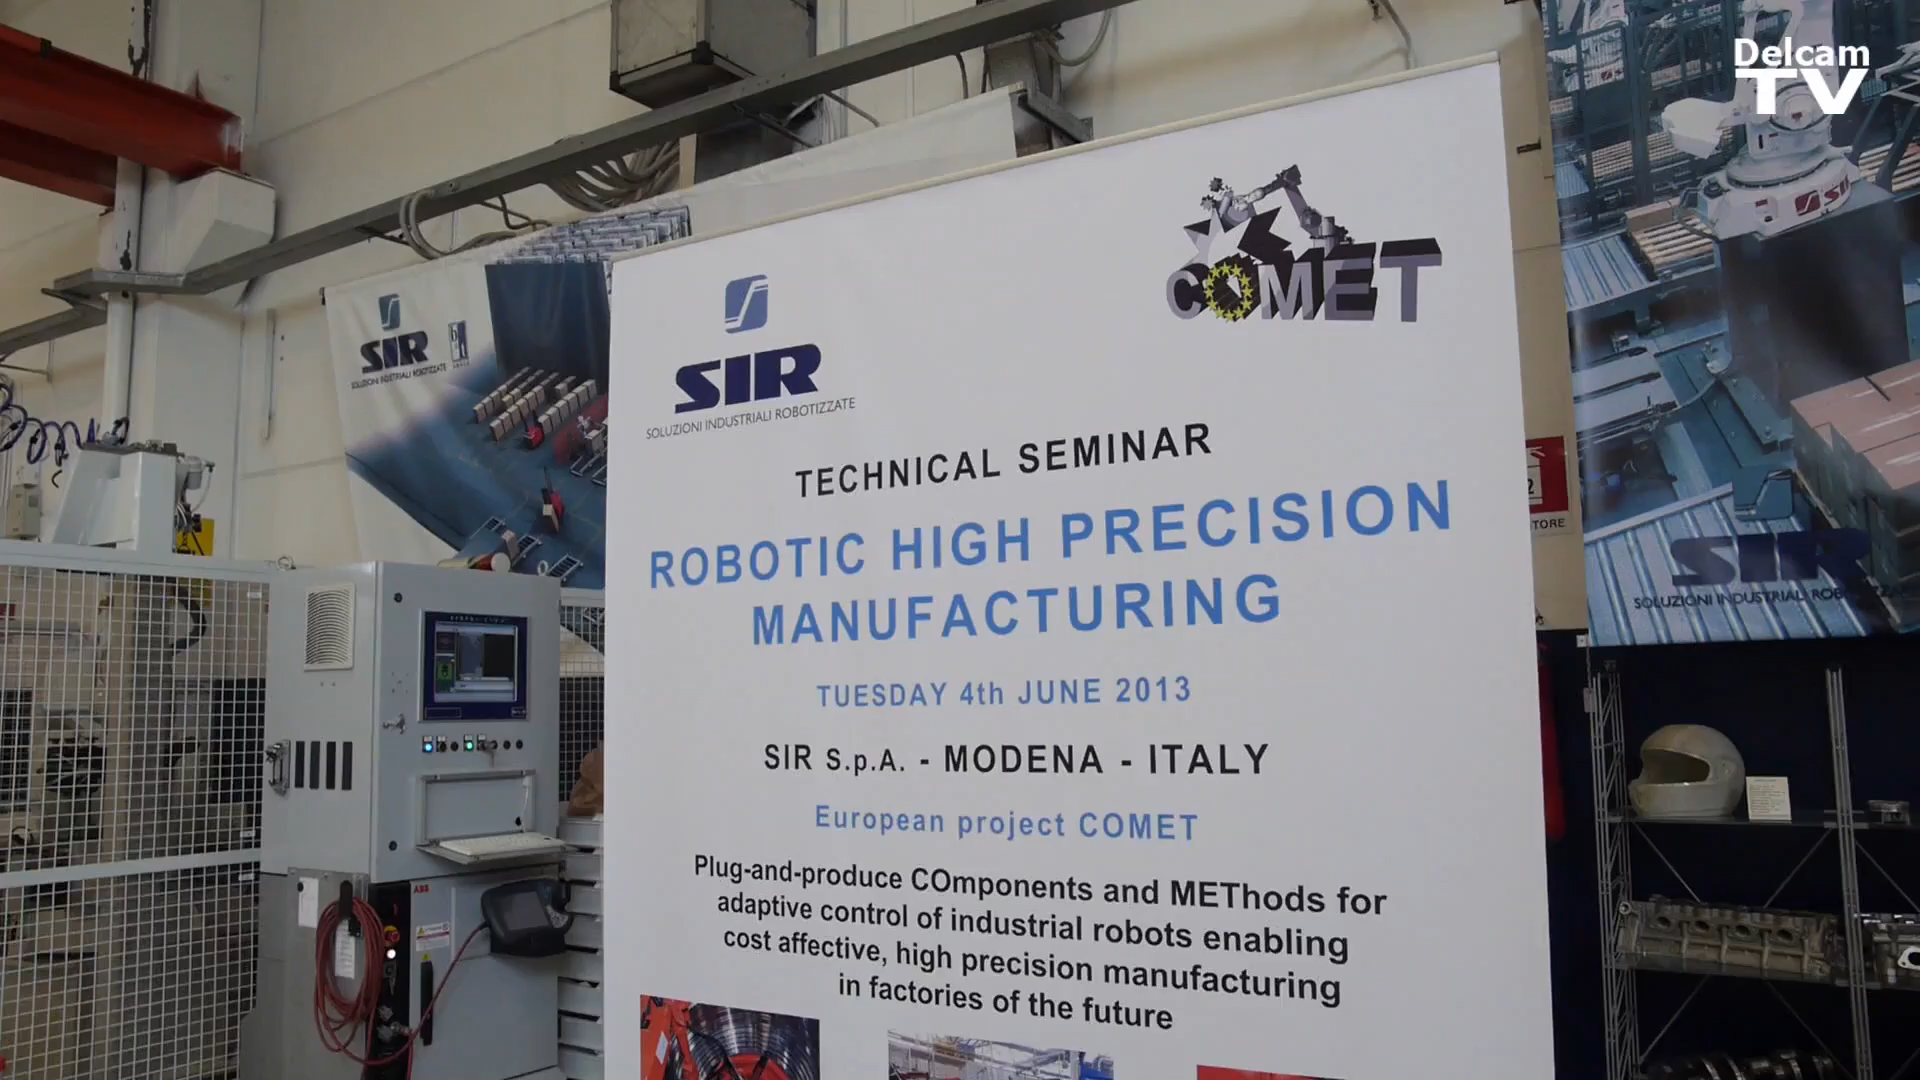 Delcam
TV
SIR
SOLUZIONI INDUSTRIALI ROBOTIZZATE
COMET
SIR
SOLUZIONI INDUSTRIALI ROBOTIZZATE
TECHNICAL SEMINAR
ROBOTIC HIGH PRECISION
MANUFACTURING
TUESDAY 4th JUNE 2013
SIR S.p.A. - MODENA - ITALY
European project COMET
Plug-and-produce COmponents and METhods for
adaptive control of industrial robots enabling
cost affective, high precision manufacturing
in factories of the future
SIR
SIR
SOLUZIONI INDUSTRIALI
ABB